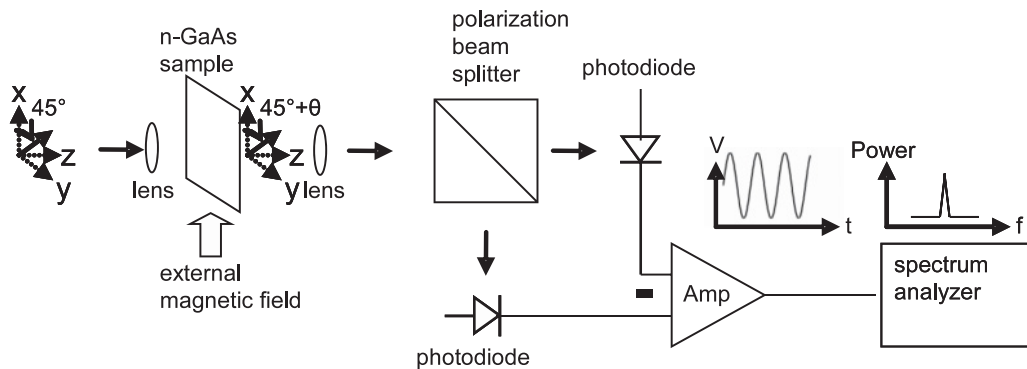 n-GaAs
sample
polarization
beam
splitter
photodiode
x
45°
z
y
lens
x
45°+θ
z
y
lens
external
magnetic field
V
t
Power
f
Amp
spectrum
analyzer
photodiode